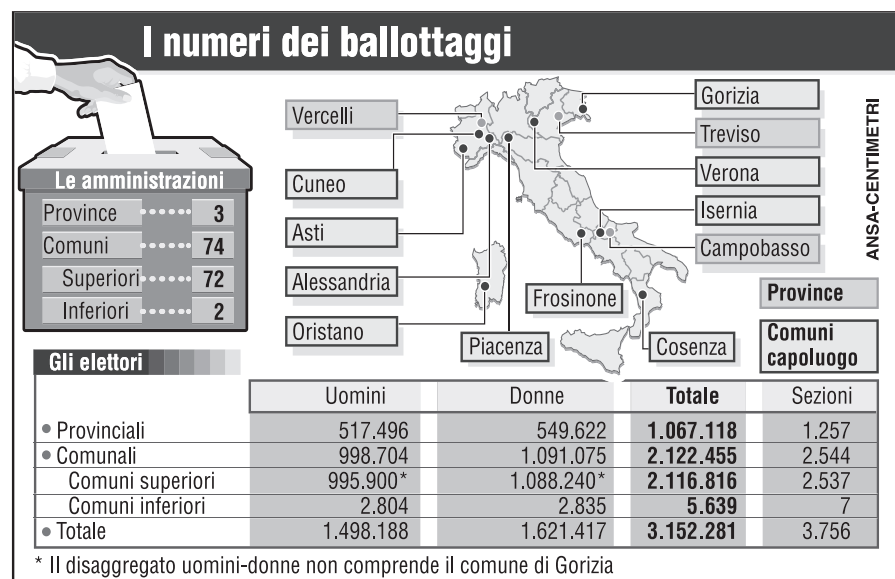 I numeri dei ballottaggi
Le amministrazioni
Province 3
Comuni 74
Superiori 72
Inferiori 2
Vercelli
Cuneo
Asti
Alessandria
Oristano
Piacenza
Frosinone
Cosenza
Gorizia
Treviso
Verona
Isernia
Campobasso
Province
Comuni
capoluogo
ANSA-CENTIMETRI
Gli elettori
Uomini Donne Totale Sezioni
• Provinciali 517.496 549.622 1.067.118 1.257
• Comunali 998.704 1.091.075 2.122.455 2.544
Comuni superiori 995.900* 1.088.240* 2.116.816 2.537
Comuni inferiori 2.804 2.835 5.639 7
• Totale 1.498.188 1.621.417 3.152.281 3.756
* Il disaggregato uomini-donne non comprende il comune di Gorizia